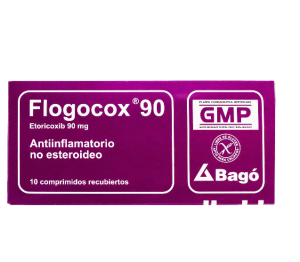 Flogocox® 90
Etoricoxib 90 mg
Antiinflamatorio
no esteroideo
10 comprimidos recubiertos
GMP
Bagó